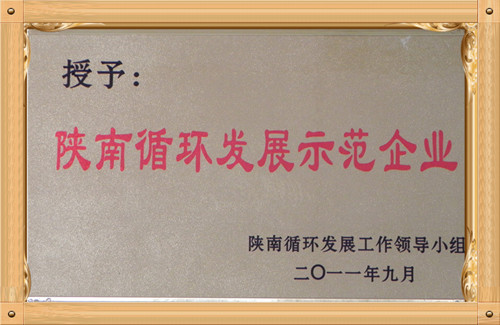 授予：
陕南循环发展示范企业
陕南循环发展工作领导小组
二〇一一年九月